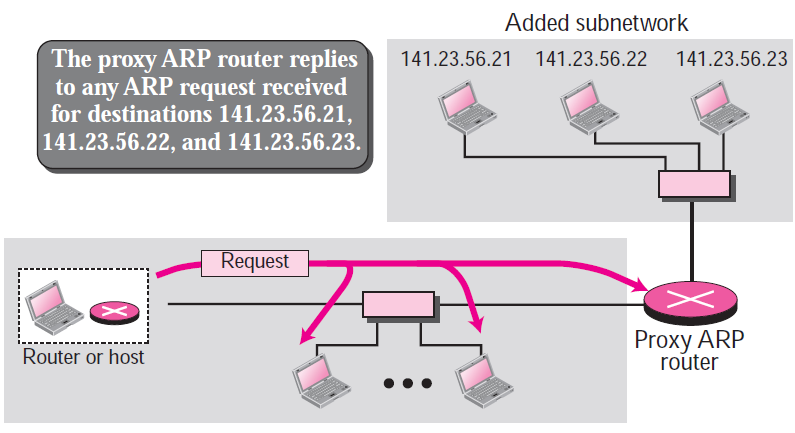 Added subnetwork
141.23.56.21 141.23.56.22 141.23.56.23
The proxy ARP router replies
to any ARP request received
for destinations 141.23.56.21,
141.23.56.22, and 141.23.56.23.
Request
Router or host
Proxy ARP
router